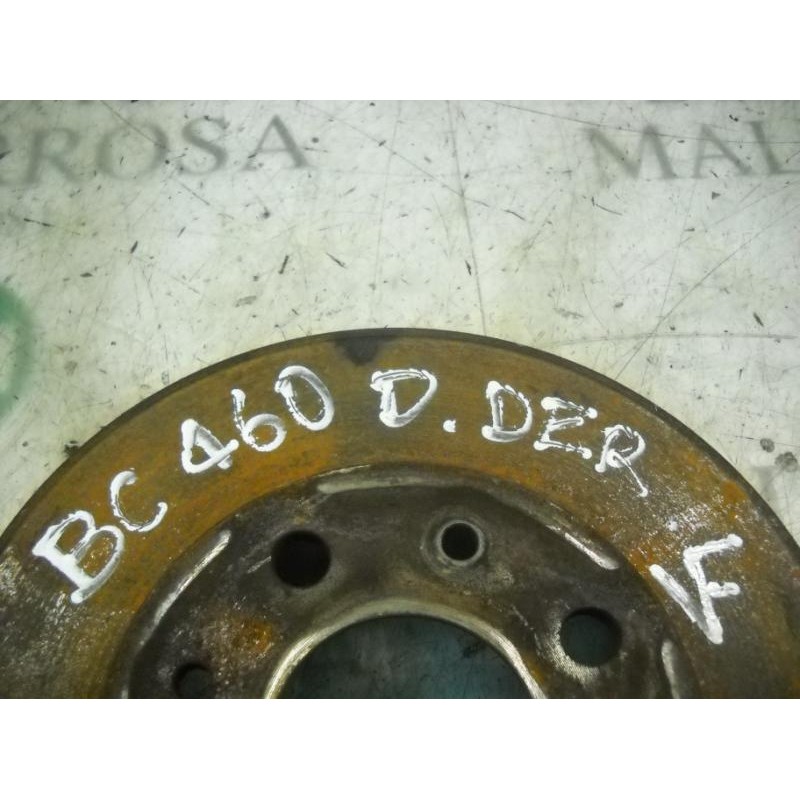 ROSA
MAL
BC 460 D. DER
VF